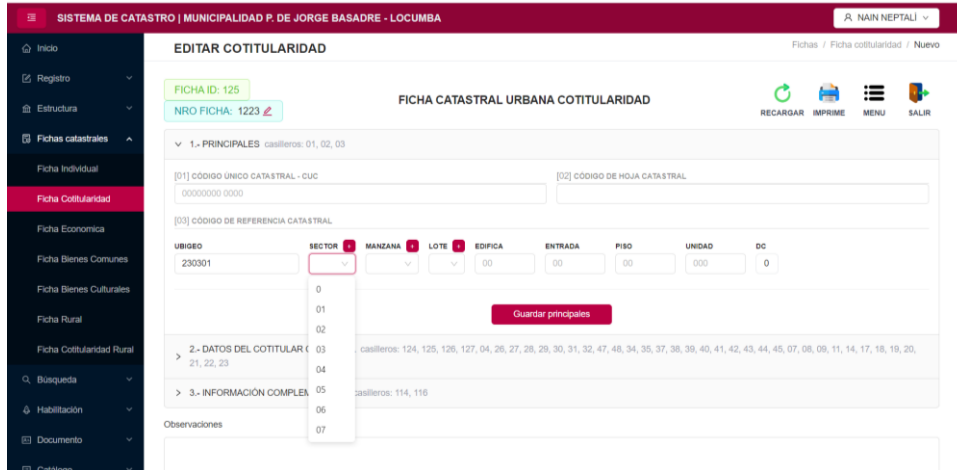 SISTEMA DE CATASTRO | MUNICIPALIDAD P. DE JORGE BASADRE - LOCUMBA
NAIN NEPTALÍ
Inicio
Registro
Estructura
Fichas catastrales
Ficha Individual
Ficha Cotitularidad
Ficha Economica
Ficha Bienes Comunes
Ficha Bienes Culturales
Ficha Rural
Ficha Cotitularidad Rural
Búsqueda
Habilitación
Documento
Catálogo
EDITAR COTITULARIDAD
Fichas / Ficha cotitularidad / Nuevo
FICHA ID: 125
NRO FICHA: 1223
FICHA CATASTRAL URBANA COTITULARIDAD
RECARGAR IMPRIME MENU SALIR
1.- PRINCIPALES casilleros: 01, 02, 03
[01] CÓDIGO ÚNICO CATASTRAL - CUC
[02] CÓDIGO DE HOJA CATASTRAL
00000000 0000
[03] CÓDIGO DE REFERENCIA CATASTRAL
UBIGEO SECTOR + MANZANA + LOTE + EDIFICA ENTRADA PISO UNIDAD DC
230301 00 00 00 000 0
0
01
02
03
04
05
06
07
Guardar principales
2.- DATOS DEL COTITULAR casilleros: 124, 125, 126, 127, 04, 26, 27, 28, 29, 30, 31, 32, 47, 48, 34, 35, 37, 38, 39, 40, 41, 42, 43, 44, 45, 07, 08, 09, 11, 14, 17, 18, 19, 20,
21, 22, 23
3.- INFORMACIÓN COMPLEM casilleros: 114, 116
Observaciones